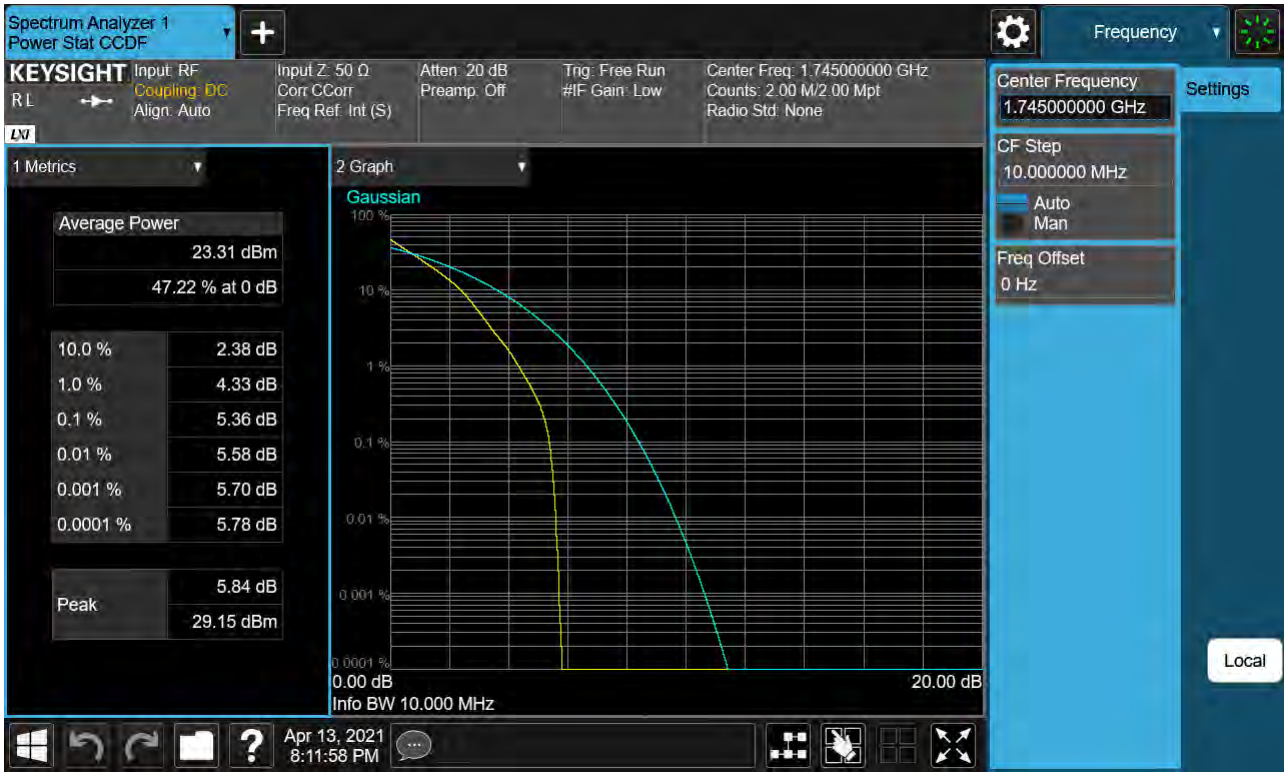 Spectrum Analyzer 1
Power Stat CCDF
Frequency
KEYSIGHT
RL
LXI
Input: RF
Coupling: DC
Align: Auto
Input Z: 50 Ω
Corr CCorr
Freq Ref: Int (S)
Atten: 20 dB
Preamp: Off
Trig: Free Run
#IF Gain: Low
Center Freq: 1.745000000 GHz
Counts: 2.00 M/2.00 Mpt
Radio Std: None
Center Frequency
1.745000000 GHz
Settings
CF Step
10.000000 MHz
Auto
Man
Freq Offset
0 Hz
Local
1 Metrics
Average Power
23.31 dBm
47.22 % at 0 dB
10.0 % 2.38 dB
1.0 % 4.33 dB
0.1 % 5.36 dB
0.01 % 5.58 dB
0.001 % 5.70 dB
0.0001 % 5.78 dB
Peak
5.84 dB
29.15 dBm
2 Graph
Gaussian
100 %
10 %
1 %
0.1 %
0.01 %
0.001 %
0.0001 %
0.00 dB 20.00 dB
Info BW 10.000 MHz
?
Apr 13, 2021
8:11:58 PM